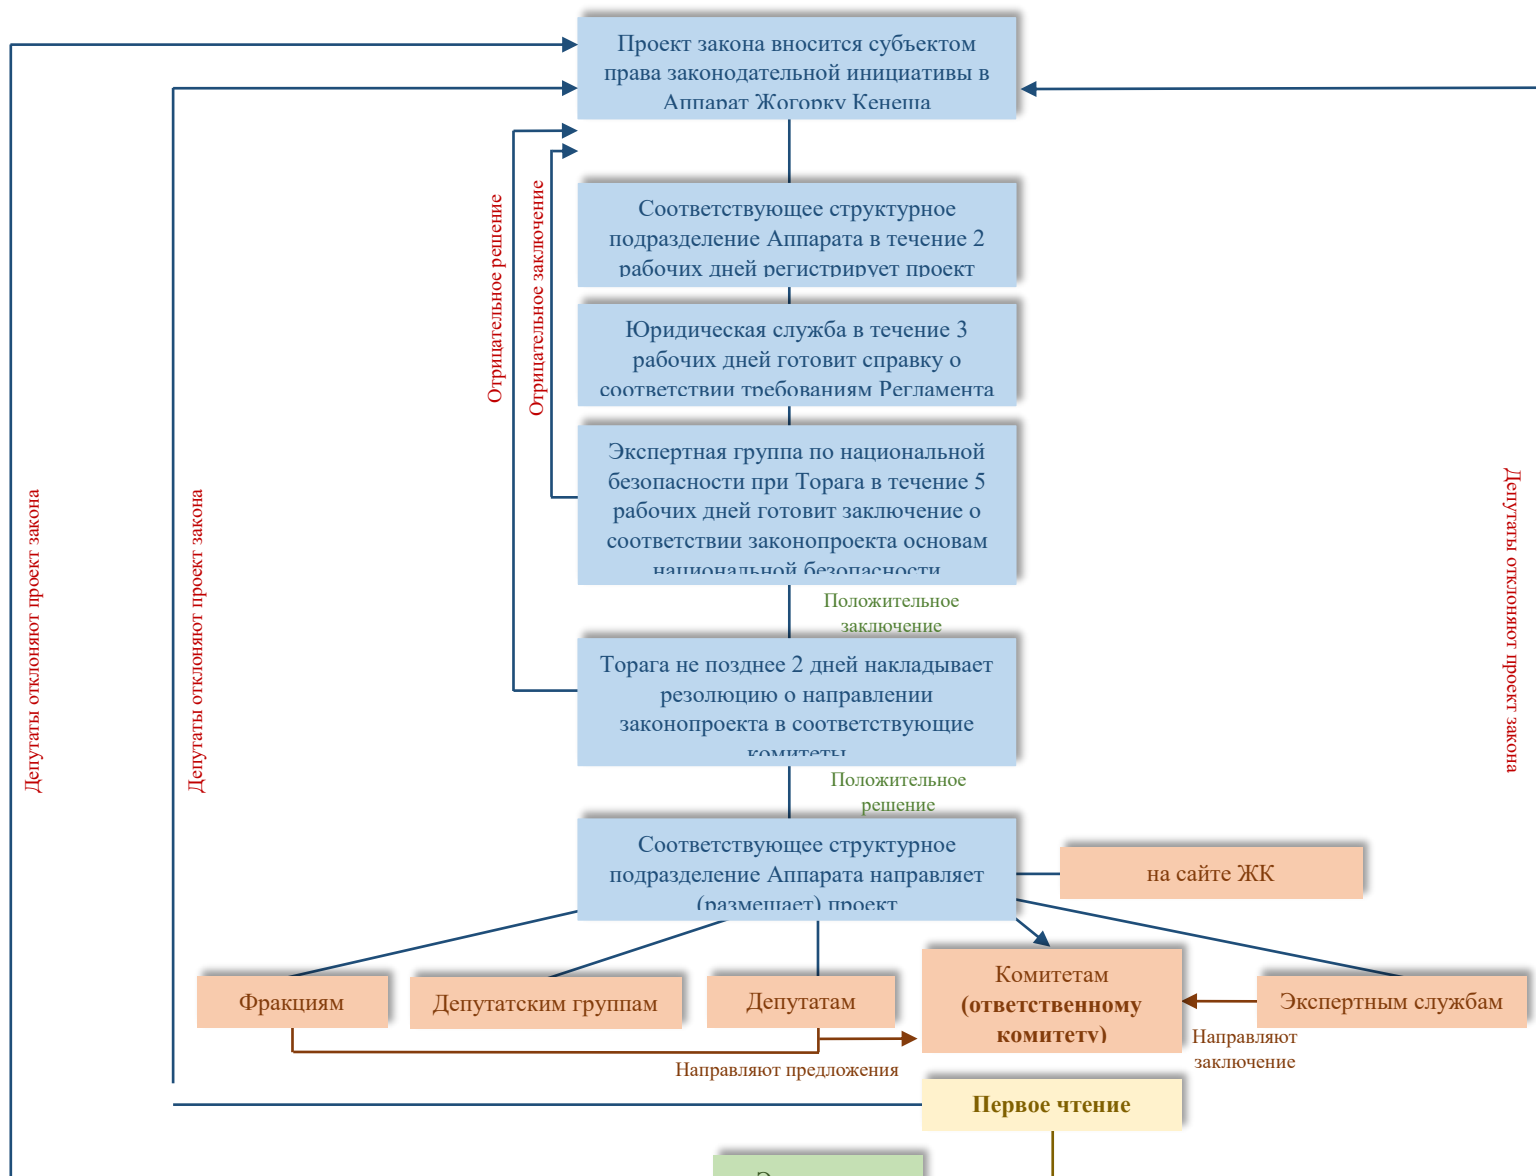 Проект закона вносится субъектом
права законодательной инициативы в
Аппарат Жогорку Кенеша
Соответствующее структурное
подразделение Аппарата в течение 2
рабочих дней регистрирует проект
Отрицательное решение
Отрицательное заключение
Юридическая служба в течение 3
рабочих дней готовит справку о
соответствии требованиям Регламента
Экспертная группа по национальной
безопасности при Торага в течение 5
рабочих дней готовит заключение о
соответствии законопроекта основам
национальной безопасности
Депутаты отклоняют проект закона
Депутаты отклоняют проект закона
Депутаты отклоняют проект закона
Положительное
заключение
Торага не позднее 2 дней накладывает
резолюцию о направлении
законопроекта в соответствующие
комитеты
Положительное
решение
Соответствующее структурное
подразделение Аппарата направляет
(размещает) проект
на сайте ЖК
Фракциям
Депутатским группам
Депутатам
Комитетам
(ответственному
комитету)
Экспертным службам
Направляют предложения
Направляют
заключение
Первое чтение